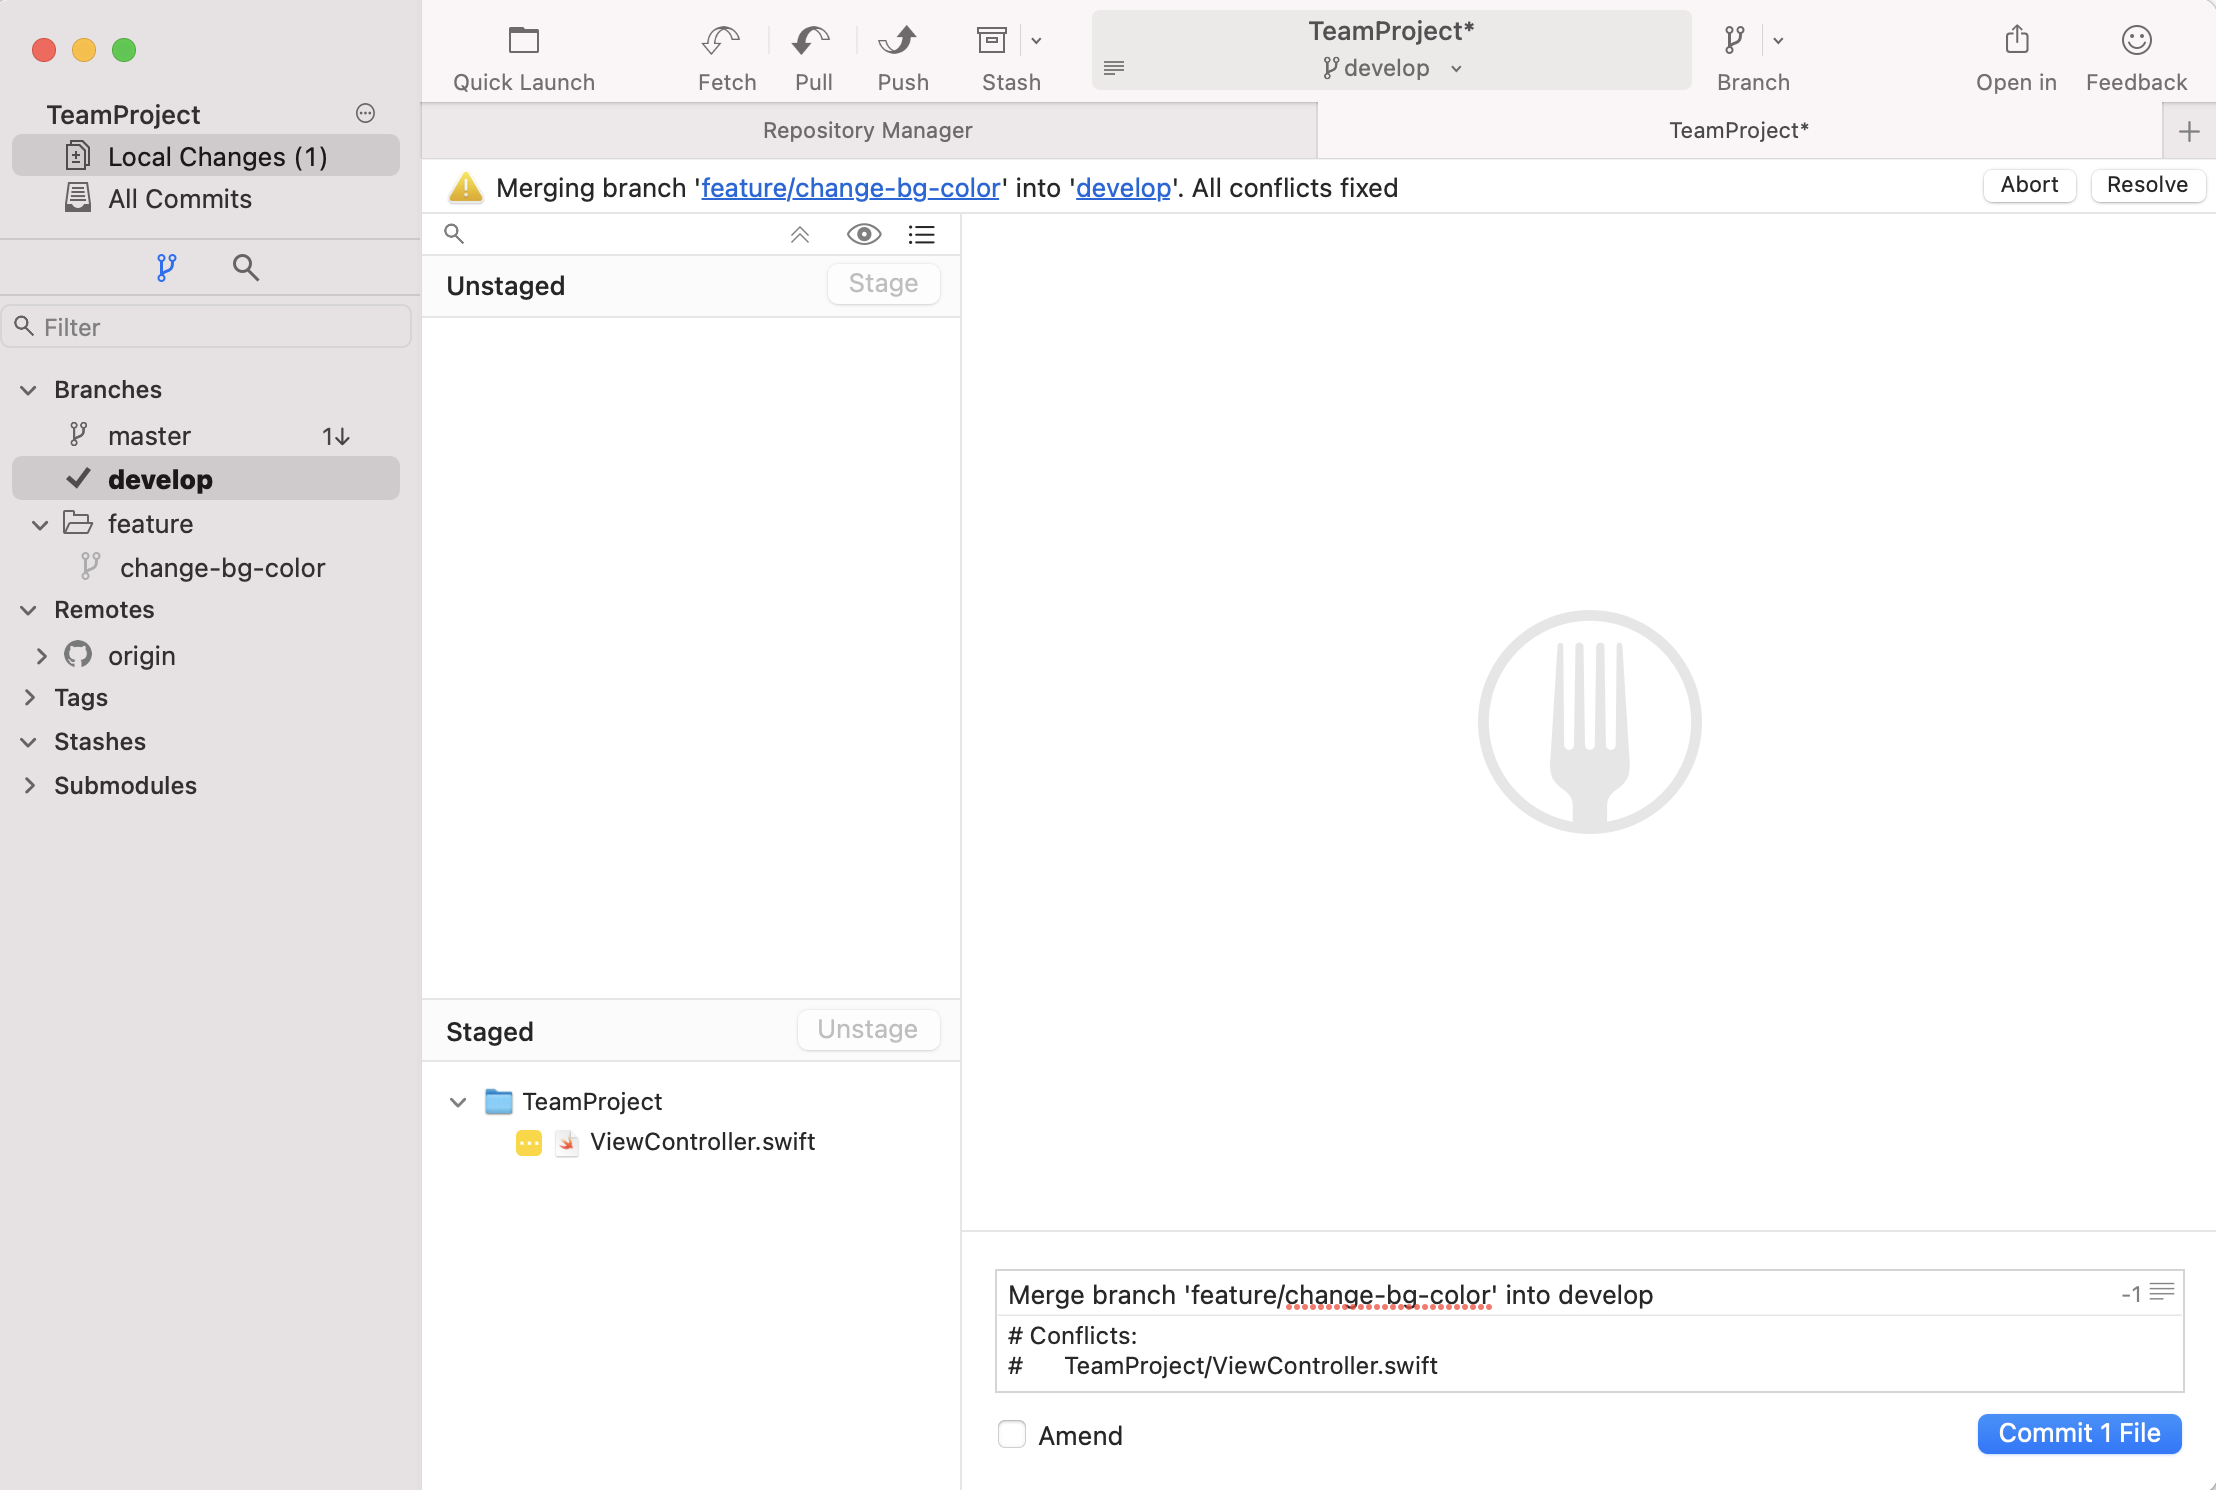 Quick Launch
Fetch
Pull
Push
Stash
TeamProject*
develop
Branch
Open in
Feedback
TeamProject
Local Changes (1)
All Commits
Repository Manager
TeamProject*
Merging branch 'feature/change-bg-color' into 'develop'. All conflicts fixed
Abort
Resolve
Filter
Branches
master 1↓
develop
feature
change-bg-color
Remotes
origin
Tags
Stashes
Submodules
Unstaged
Stage
Staged
Unstage
TeamProject
ViewController.swift
Merge branch 'feature/change-bg-color' into develop
-1
# Conflicts:
# TeamProject/ViewController.swift
Amend
Commit 1 File